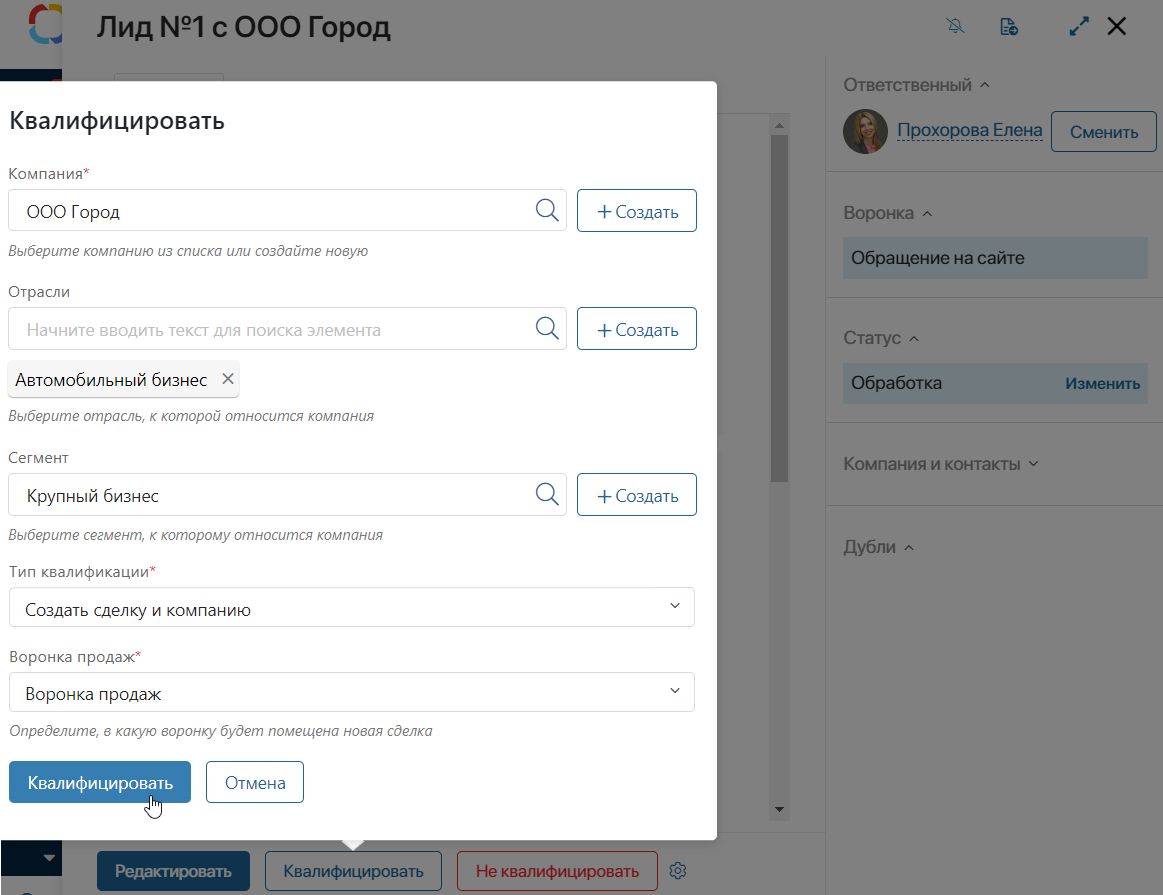 Лид №1 с ООО Город
Квалифицировать
Компания*
ООО Город
Создать
Выберите компанию из списка или создайте новую
Отрасли
Начните вводить текст для поиска элемента
Создать
Автомобильный бизнес
Выберите отрасль, к которой относится компания
Сегмент
Крупный бизнес
Создать
Выберите сегмент, к которому относится компания
Тип квалификации*
Создать сделку и компанию
Воронка продаж*
Воронка продаж
Определите, в какую воронку будет помещена новая сделка
Квалифицировать
Отмена
Редактировать
Квалифицировать
Не квалифицировать
Ответственный
Прохорова Елена
Сменить
Воронка
Обращение на сайте
Статус
Обработка
Изменить
Компания и контакты
Дубли